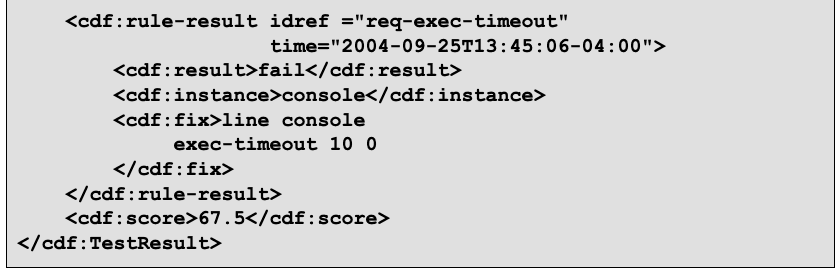 <cdf:rule-result idref ="req-exec-timeout"
time="2004-09-25T13:45:06-04:00">
<cdf:result>fail</cdf:result>
<cdf:instance>console</cdf:instance>
<cdf:fix>line console
exec-timeout 10 0
</cdf:fix>
</cdf:rule-result>
<cdf:score>67.5</cdf:score>
</cdf:TestResult>